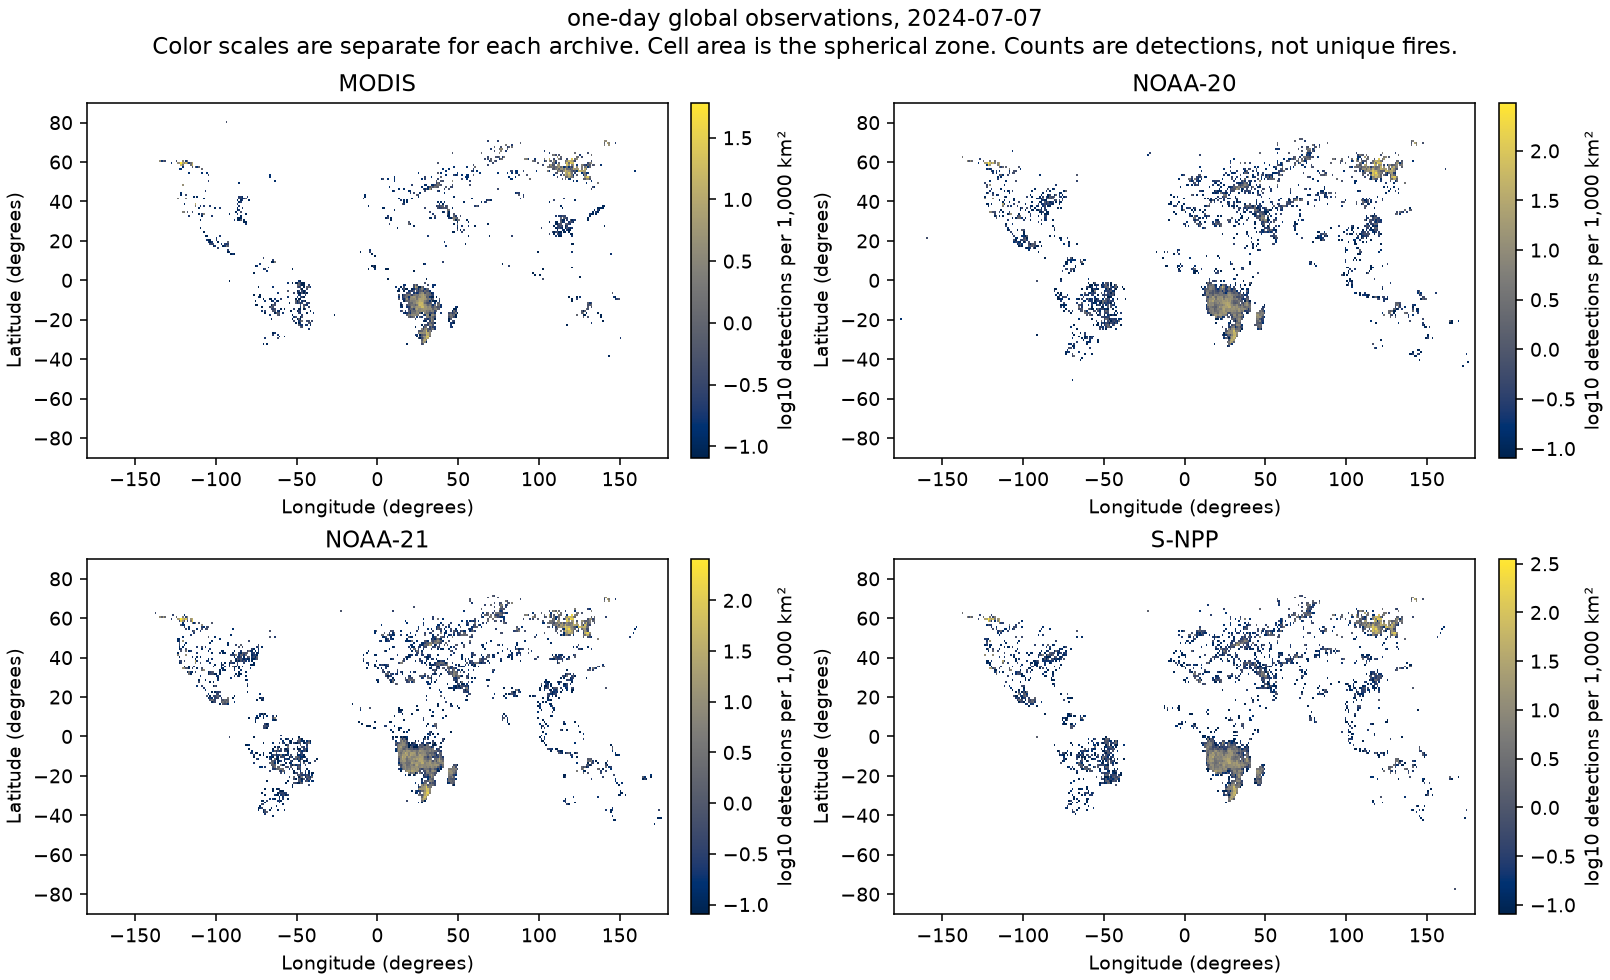 one-day global observations, 2024-07-07
Color scales are separate for each archive. Cell area is the spherical zone. Counts are detections, not unique fires.
MODIS
80
60
40
20
0
−20
−40
−60
−80
Latitude (degrees)
−150 −100 −50 0 50 100 150
Longitude (degrees)
1.5
1.0
0.5
0.0
−0.5
−1.0
log10 detections per 1,000 km²
NOAA-20
80
60
40
20
0
−20
−40
−60
−80
Latitude (degrees)
−150 −100 −50 0 50 100 150
Longitude (degrees)
2.0
1.5
1.0
0.5
0.0
−0.5
−1.0
log10 detections per 1,000 km²
NOAA-21
80
60
40
20
0
−20
−40
−60
−80
Latitude (degrees)
−150 −100 −50 0 50 100 150
Longitude (degrees)
2.0
1.5
1.0
0.5
0.0
−0.5
−1.0
log10 detections per 1,000 km²
S-NPP
80
60
40
20
0
−20
−40
−60
−80
Latitude (degrees)
−150 −100 −50 0 50 100 150
Longitude (degrees)
2.5
2.0
1.5
1.0
0.5
0.0
−0.5
−1.0
log10 detections per 1,000 km²